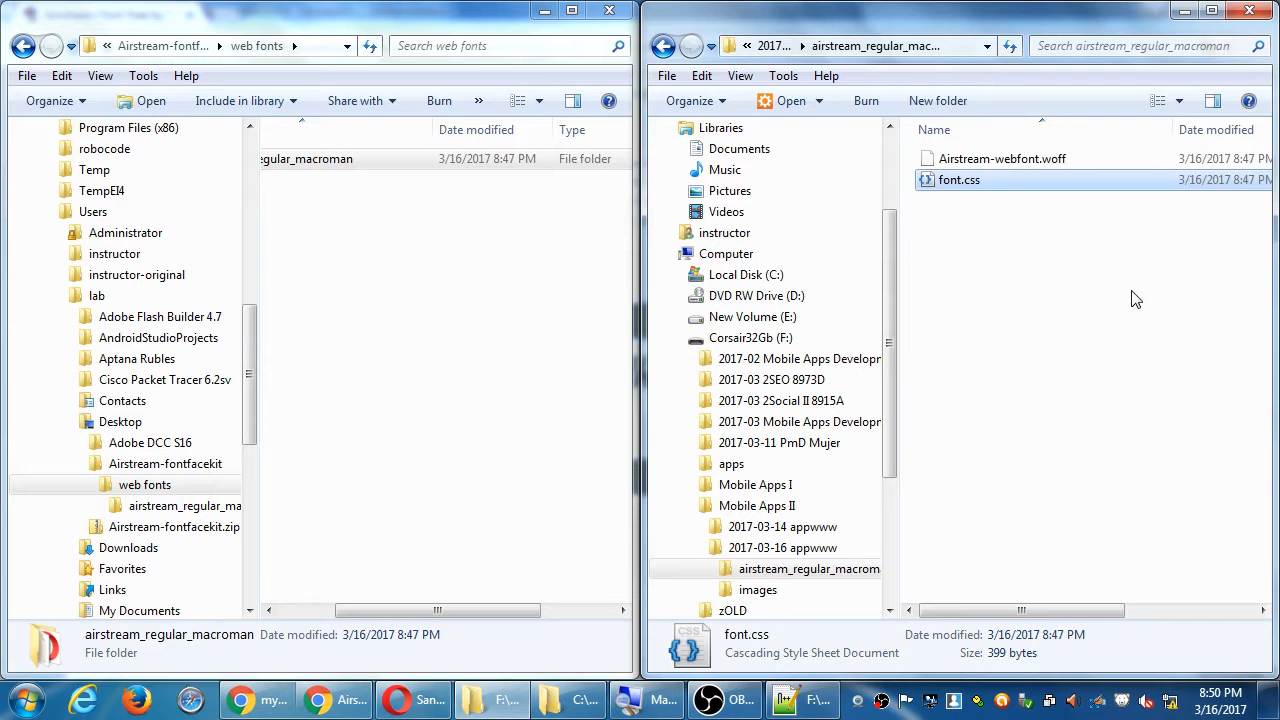 Airstream-fontf... web fonts
Search web fonts
File Edit View Tools Help
Organize Open Include in library Share with Burn »
Date modified Type
egular_macroman 3/16/2017 8:47 PM File folder
Program Files (x86)
robocode
Temp
TempEI4
Users
Administrator
instructor
instructor-original
lab
Adobe Flash Builder 4.7
AndroidStudioProjects
Aptana Rubles
Cisco Packet Tracer 6.2sv
Contacts
Desktop
Adobe DCC S16
Airstream-fontfacekit
web fonts
airstream_regular_ma
Airstream-fontfacekit.zip
Downloads
Favorites
Links
My Documents
airstream_regular_macroman Date modified: 3/16/2017 8:47 PM
File folder
2017... airstream_regular_mac...
Search airstream_regular_macroman
File Edit View Tools Help
Organize Open Burn New folder
Name Date modified
Airstream-webfont.woff 3/16/2017 8:47 PM
font.css 3/16/2017 8:47 PM
Libraries
Documents
Music
Pictures
Videos
instructor
Computer
Local Disk (C:)
DVD RW Drive (D:)
New Volume (E:)
Corsair32Gb (F:)
2017-02 Mobile Apps Developm
2017-03 2SEO 8973D
2017-03 2Social II 8915A
2017-03 Mobile Apps Developm
2017-03-11 PmD Mujer
apps
Mobile Apps I
Mobile Apps II
2017-03-14 appwww
2017-03-16 appwww
airstream_regular_macrom
images
zOLD
CSS
font.css Date modified: 3/16/2017 8:47 PM
Cascading Style Sheet Document Size: 399 bytes
my... Airs... San... F:\... C:\... Ma... OB... F:\...
8:50 PM
3/16/2017